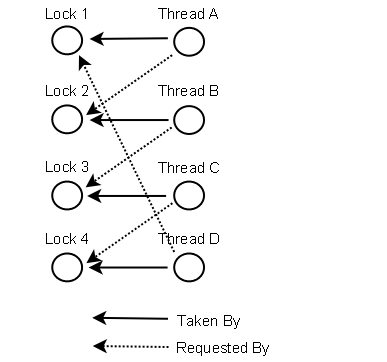 Lock 1 Thread A
Lock 2 Thread B
Lock 3 Thread C
Lock 4 Thread D
Taken By
Requested By